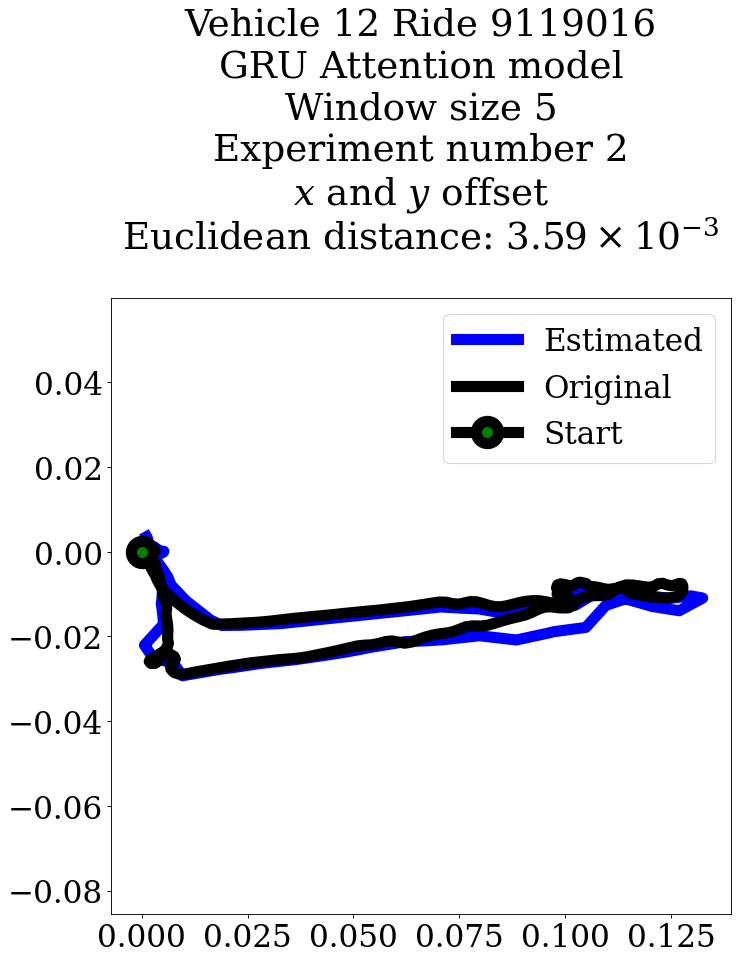 Vehicle 12 Ride 9119016
GRU Attention model
Window size 5
Experiment number 2
x and y offset
Euclidean distance: 3.59 × 10⁻³
Estimated
Original
Start
0.04
0.02
0.00
−0.02
−0.04
−0.06
−0.08
0.000 0.025 0.050 0.075 0.100 0.125